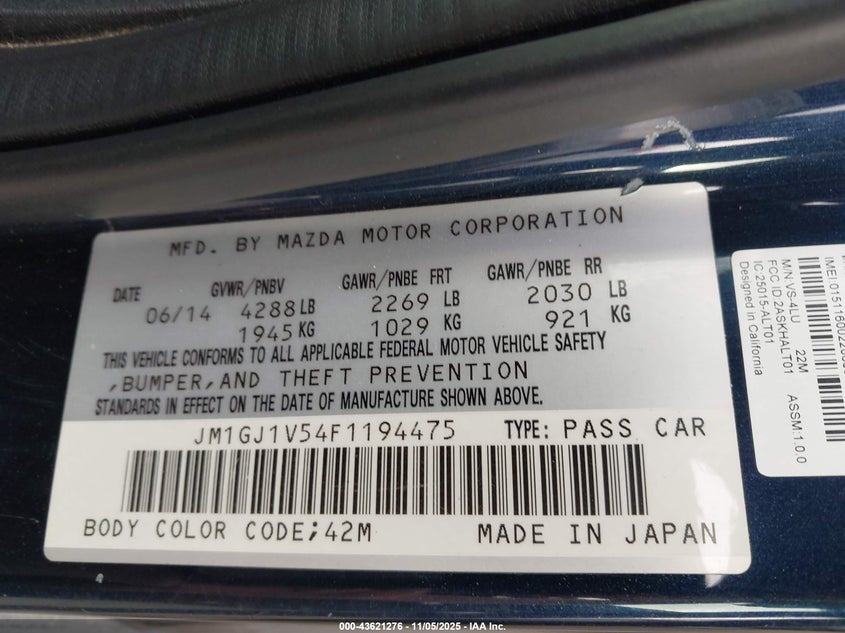 MFD. BY MAZDA MOTOR CORPORATION
DATE GVWR/PNBV GAWR/PNBE FRT GAWR/PNBE RR
06/14 4288 LB 2269 LB 2030 LB
1945 KG 1029 KG 921 KG
THIS VEHICLE CONFORMS TO ALL APPLICABLE FEDERAL MOTOR VEHICLE SAFETY
,BUMPER,AND THEFT PREVENTION
STANDARDS IN EFFECT ON THE DATE OF MANUFACTURE SHOWN ABOVE.
JM1GJ1V54F1194475 TYPE: PASS CAR
BODY COLOR CODE;42M MADE IN JAPAN
M/N:VS-4LU 22M ASSM:1.0.0
FCC ID:2ASKHALT01
IC:25015-ALT01
Designed in California
000-43621276 - 11/05/2025 - IAA Inc.